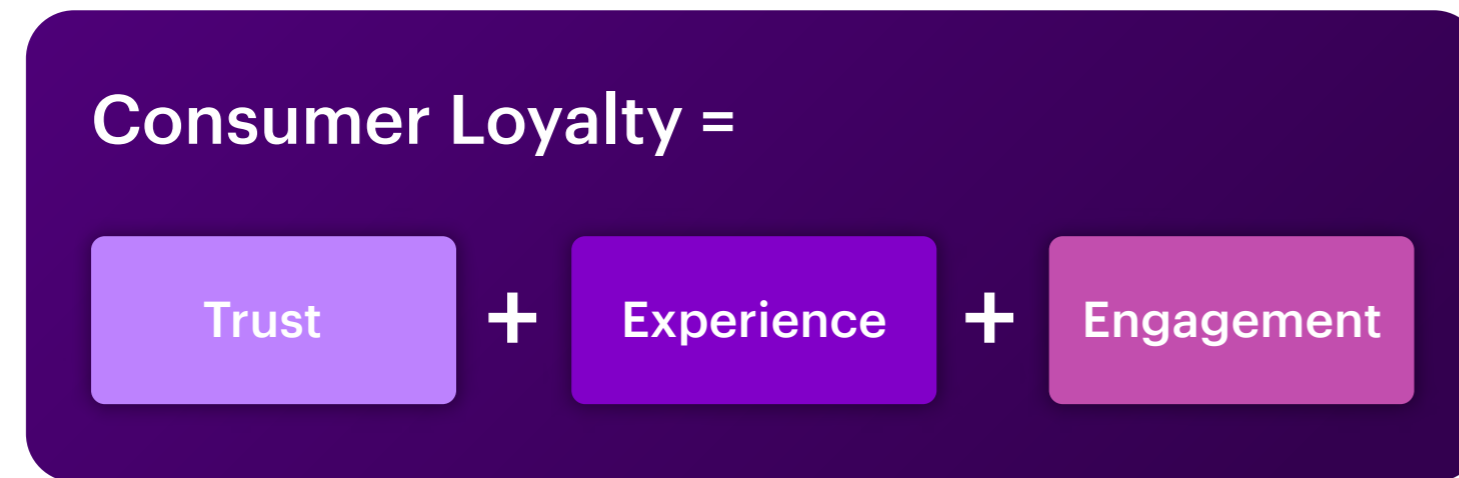 Consumer Loyalty =
Trust + Experience + Engagement